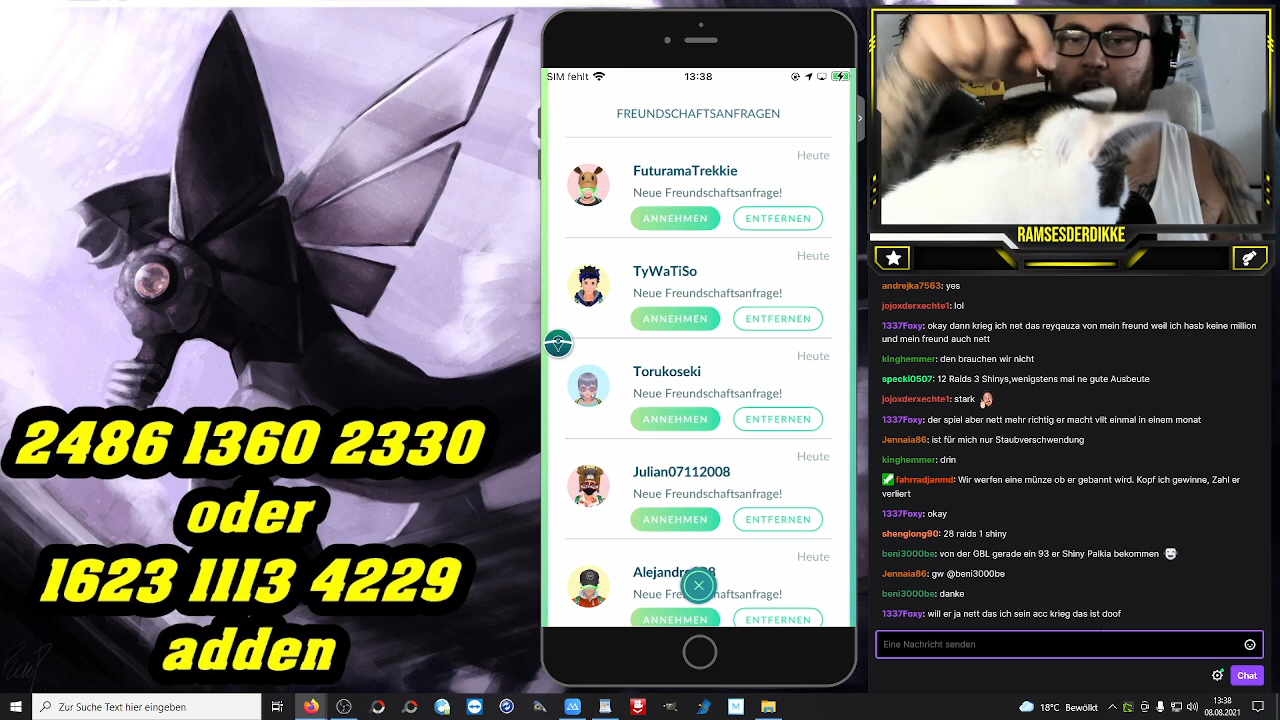 2486 1360 2330
oder
1623 1113 4229
adden
SIM fehlt
13:38
FREUNDSCHAFTSANFRAGEN
Heute
FuturamaTrekkie
Neue Freundschaftsanfrage!
ANNEHMEN ENTFERNEN
Heute
TyWaTiSo
Neue Freundschaftsanfrage!
ANNEHMEN ENTFERNEN
Heute
Torukoseki
Neue Freundschaftsanfrage!
ANNEHMEN ENTFERNEN
Heute
Julian07112008
Neue Freundschaftsanfrage!
ANNEHMEN ENTFERNEN
Heute
Freundschaftsanfrage!
ANNEHMEN ENTFERNEN
RAMSESDERDIKKE
andrejka7563: yes
jojoxderxechte1: lol
1337Foxy: okay dann krieg ich net das reyqauza von mein freund weil ich hasb keine million
und mein freund auch nett
kinghemmer: den brauchen wir nicht
specki0507: 12 Raids 3 Shinys,wenigstens mal ne gute Ausbeute
jojoxderxechte1: stark
1337Foxy: der spiel aber nett mehr richtig er macht vllt einmal in einem monat
Jennaia86: ist für mich nur Staubverschwendung
kinghemmer: drin
fahrradjanmd: Wir werfen eine münze ob er gebannt wird. Kopf ich gewinne, Zahl er
verliert
1337Foxy: okay
shenglong90: 28 raids 1 shiny
beni3000be: von der GBL gerade ein 93 er Shiny Palkia bekommen
Jennaia86: gw @beni3000be
beni3000be: danke
1337Foxy: will er ja nett das ich sein acc krieg das ist doof
Eine Nachricht senden
Chat
Zur Suche Text hier eingeben
M
18°C Bewölkt
13:38
08.08.2021